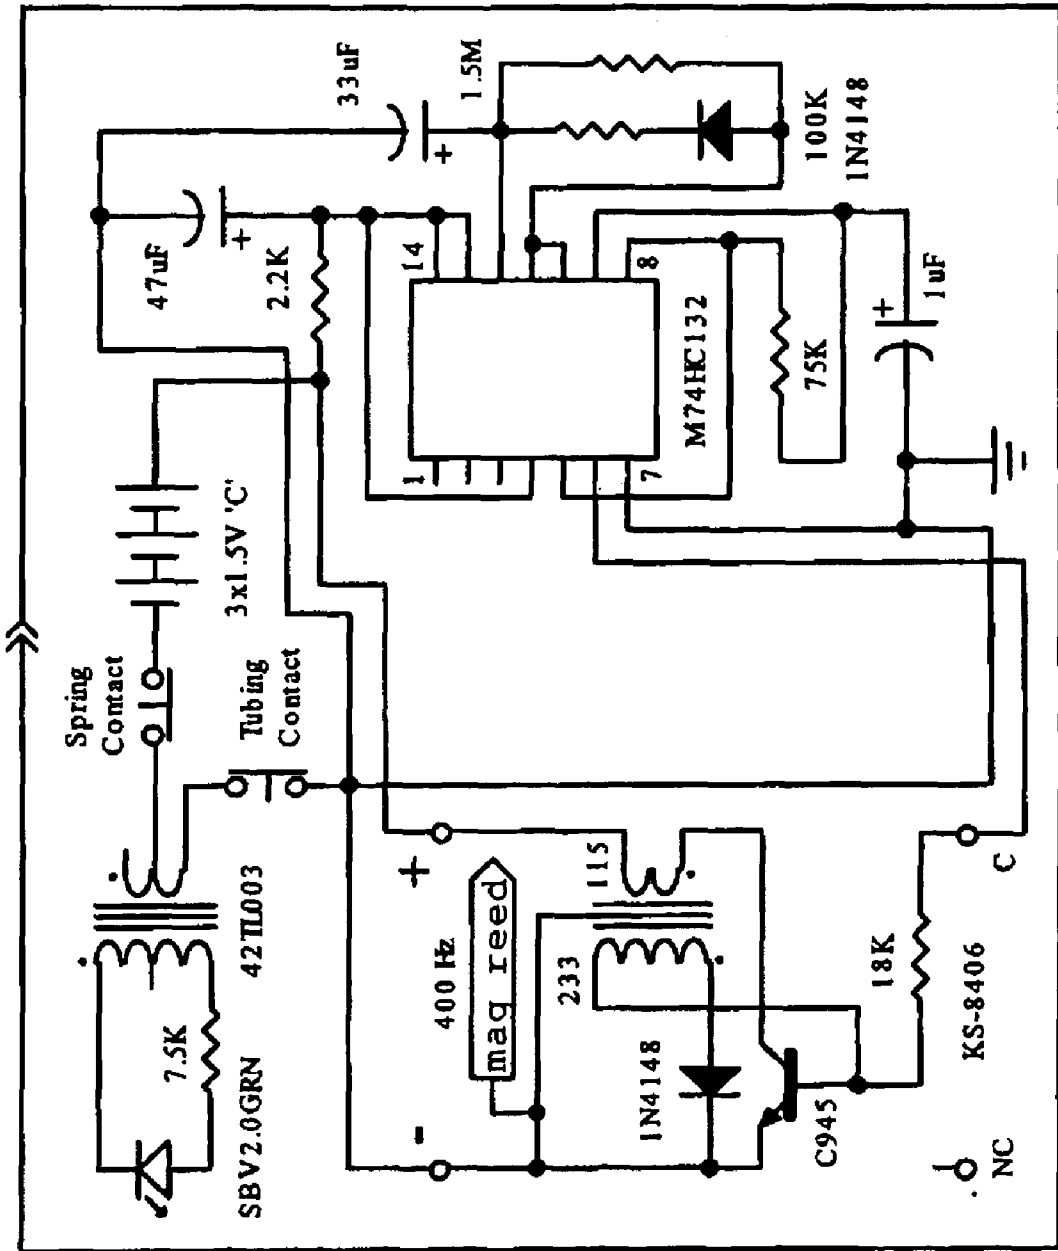 33uF
1.5M
47uF
2.2K
100K
1N4148
14
8
1
7
M74HC132
75K
1uF
+
+
+
3x1.5V 'C'
Spring
Contact
Tubing
Contact
42TL003
7.5K
SBV2.0GRN
+
-
400 Hz
mag reed
115
233
1N4148
C945
18K
KS-8406
C
NC